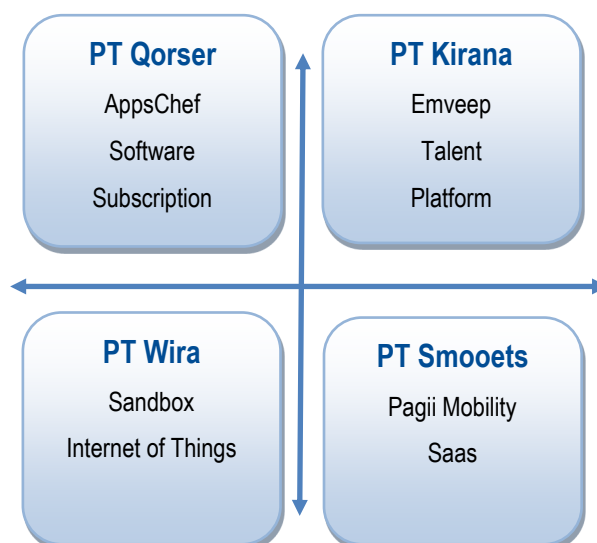 PT Qorser
AppsChef
Software
Subscription
PT Kirana
Emveep
Talent
Platform
PT Wira
Sandbox
Internet of Things
PT Smooets
Pagii Mobility
Saas